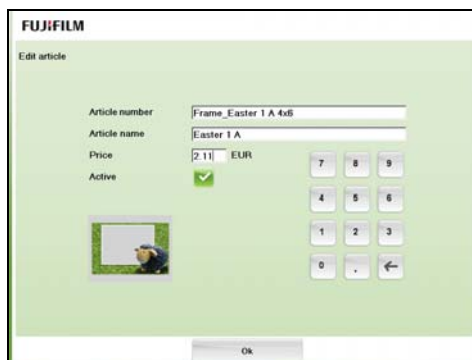 FUJIFILM
Edit article
Article number Frame_Easter 1 A 4x6
Article name Easter 1 A
Price 2.11 EUR
Active
7 8 9
4 5 6
1 2 3
0 . ←
Ok